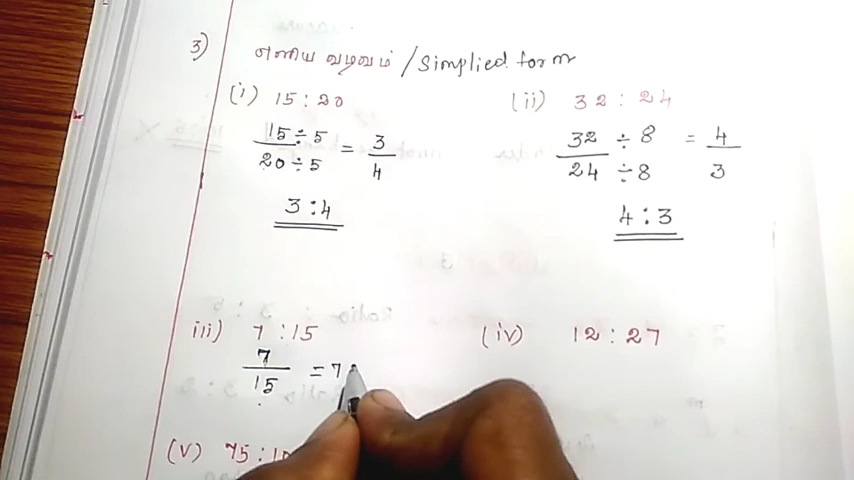 3) எளிய வடிவம் / Simplied form
(i) 15 : 20
15 ÷ 5 / 20 ÷ 5 = 3 / 4
3 : 4
(ii) 32 : 24
32 ÷ 8 / 24 ÷ 8 = 4 / 3
4 : 3
iii) 7 : 15
7 / 15 = 7
(iv) 12 : 27
(v) 75 :